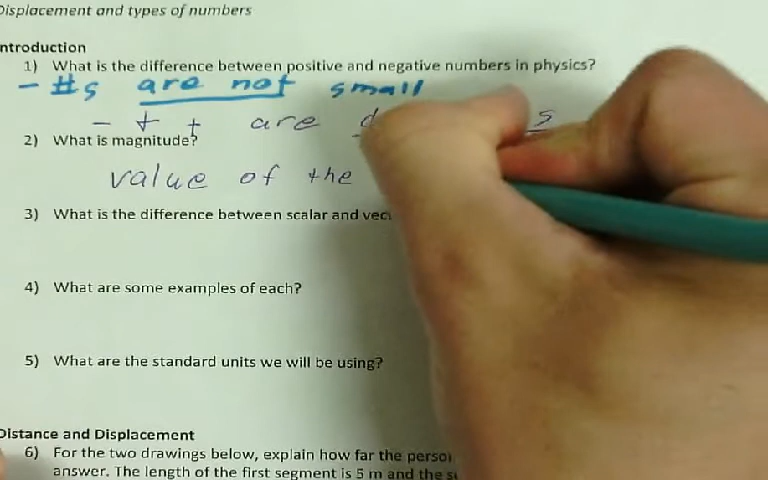 Displacement and types of numbers
Introduction
1) What is the difference between positive and negative numbers in physics?
- #s are not small
- + + are
2) What is magnitude?
value of the
3) What is the difference between scalar and
4) What are some examples of each?
5) What are the standard units we will be using?
Distance and Displacement
6) For the two drawings below, explain how far the
answer. The length of the first segment is 5 m and the